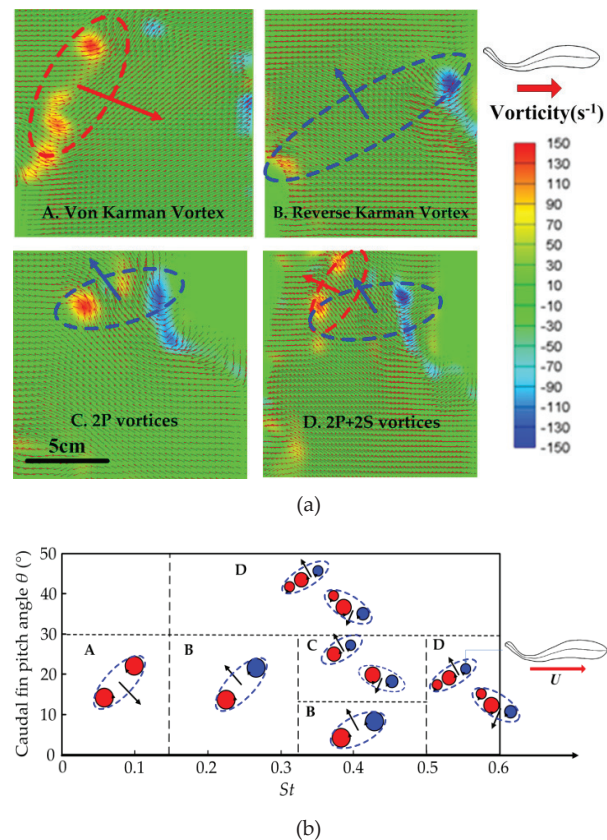 (a)
Vorticity(s-1)
A. Von Karman Vortex
B. Reverse Karman Vortex
C. 2P vortices
D. 2P+2S vortices
5cm
150
130
110
90
70
50
30
10
-10
-30
-50
-70
-90
-110
-130
-150
(a)
Caudal fin pitch angle θ (°)
50
40
30
20
10
0
D
A
B
C
D
B
U
0
0.1
0.2
0.3
0.4
0.5
0.6
St
(b)